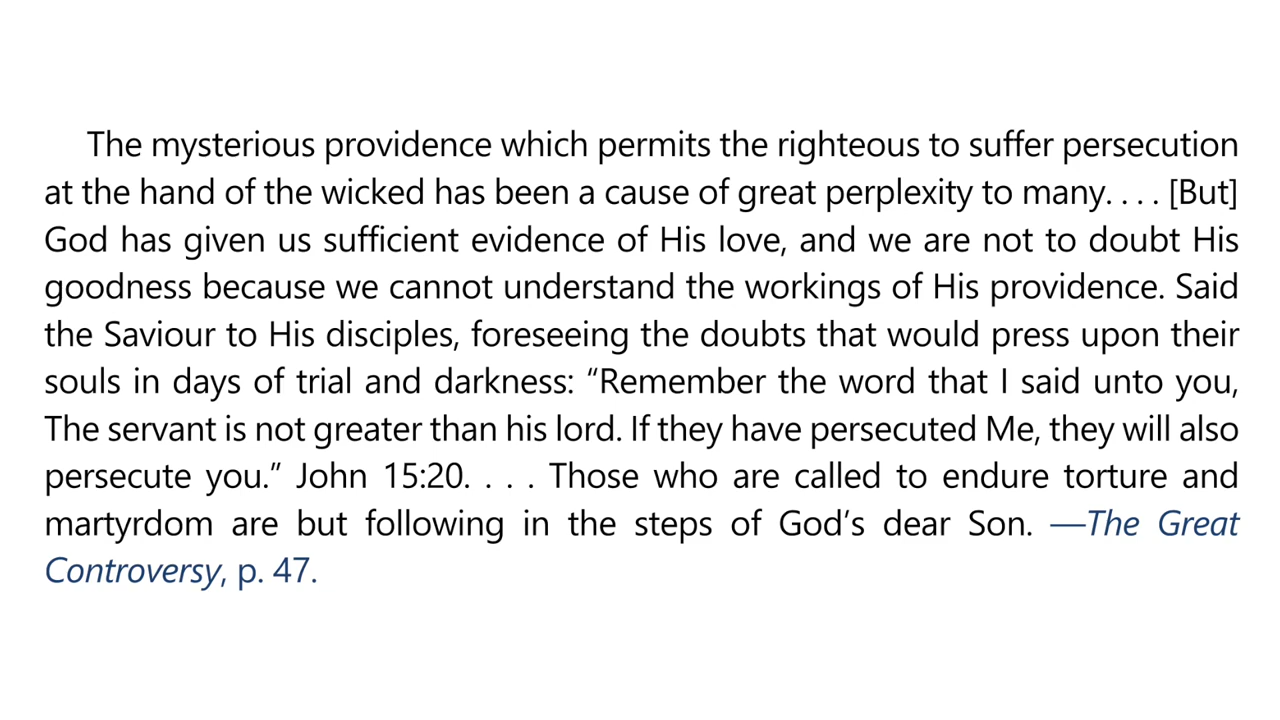 The mysterious providence which permits the righteous to suffer persecution
at the hand of the wicked has been a cause of great perplexity to many. . . . [But]
God has given us sufficient evidence of His love, and we are not to doubt His
goodness because we cannot understand the workings of His providence. Said
the Saviour to His disciples, foreseeing the doubts that would press upon their
souls in days of trial and darkness: “Remember the word that I said unto you,
The servant is not greater than his lord. If they have persecuted Me, they will also
persecute you.” John 15:20. . . . Those who are called to endure torture and
martyrdom are but following in the steps of God’s dear Son. —The Great
Controversy, p. 47.